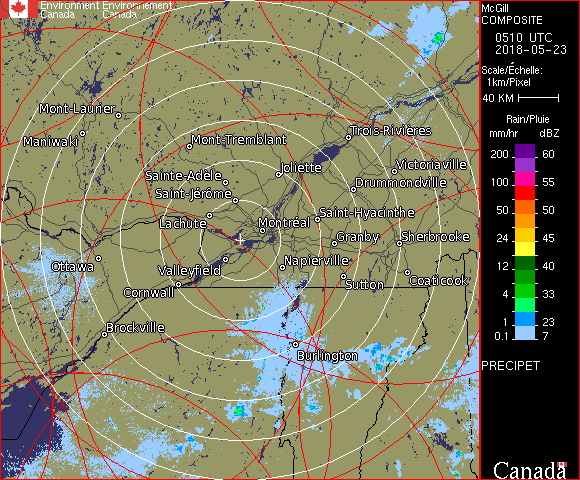 Environment Environnement
Canada Canada
McGill
COMPOSITE
0510 UTC
2018-05-23
Scale/Échelle:
1km/Pixel
40 KM
Rain/Pluie
mm/hr dBZ
200 60
100 55
50 50
24 45
12 40
4 33
1 23
0.1 7
PRECIPET
Canada
Mont-Laurier
Maniwaki
Mont-Tremblant
Trois-Rivières
Victoriaville
Joliette
Sainte-Adèle
Drummondville
Saint-Jérôme
Saint-Hyacinthe
Lachute
Montréal
Granby
Sherbrooke
Ottawa
Valleyfield
Napierville
Cornwall
Sutton
Coaticook
Brockville
Burlington